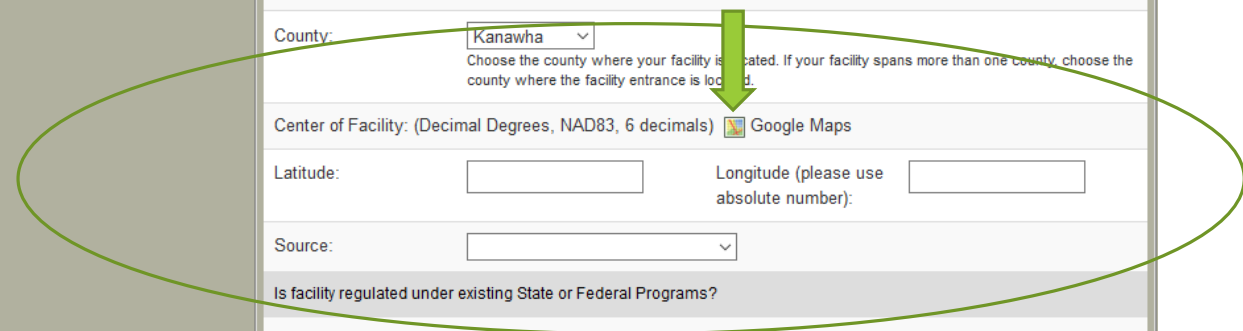 County: Kanawha
Choose the county where your facility is cated. If your facility spans more than one county, choose the
county where the facility entrance is loc d.
Center of Facility: (Decimal Degrees, NAD83, 6 decimals) Google Maps
Latitude: Longitude (please use
absolute number):
Source:
Is facility regulated under existing State or Federal Programs?